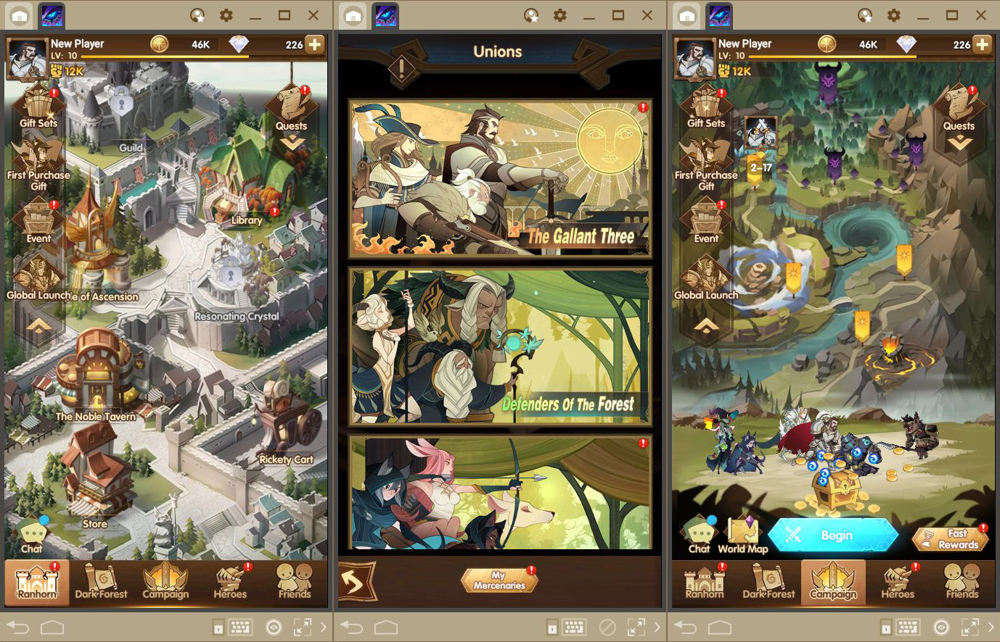 New Player
LV: 10
46K
226
12K
Gift Sets
Quests
Guild
First Purchase
Gift
Library
Event
Global Launch
e of Ascension
Resonating Crystal
The Noble Tavern
Rickety Cart
Store
Chat
Ranhorn
Dark Forest
Campaign
Heroes
Friends
Unions
The Gallant Three
Defenders Of The Forest
My
Mercenaries
New Player
LV: 10
46K
226
12K
Gift Sets
Quests
10
2-17
First Purchase
Gift
Event
Global Launch
Chat
World Map
Begin
Fast
Rewards
Ranhorn
Dark Forest
Campaign
Heroes
Friends